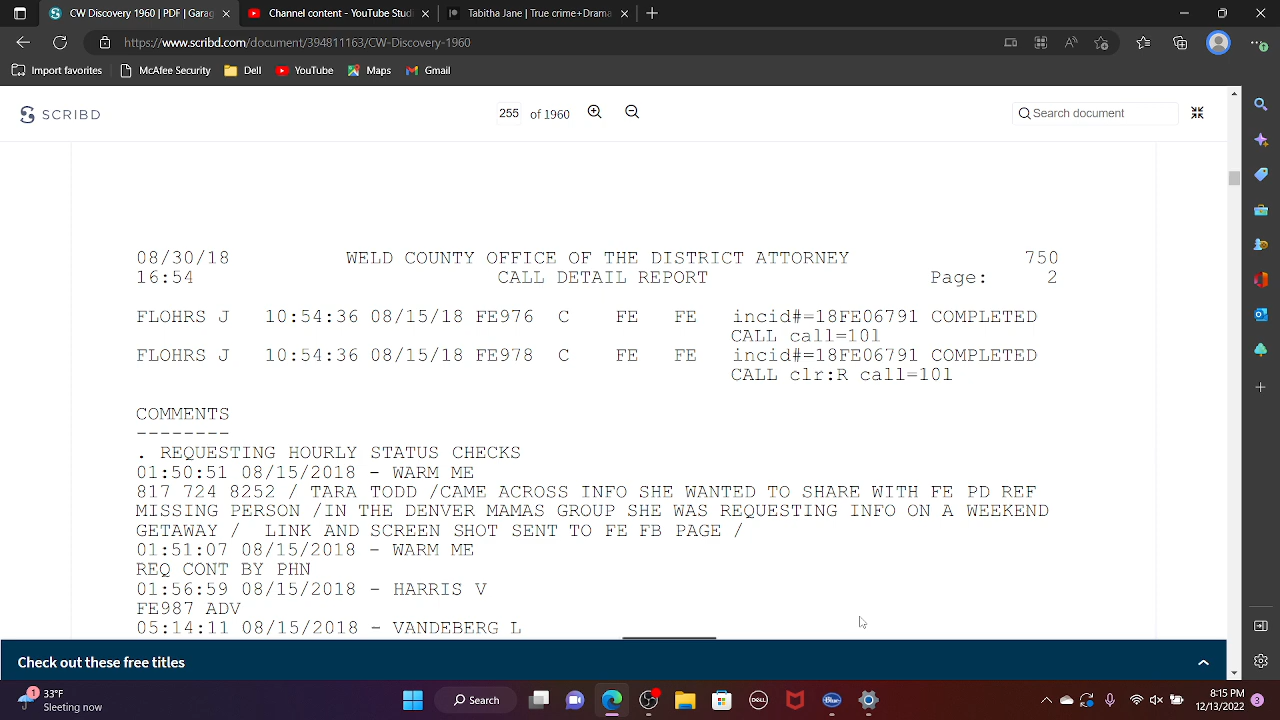 CW Discovery 1960 | PDF | Garag
Channel content - YouTube Stud
Tabitha Jane | True crime+Drama
https://www.scribd.com/document/394811163/CW-Discovery-1960
Import favorites
McAfee Security
Dell
YouTube
Maps
Gmail
SCRIBD
255 of 1960
Search document
08/30/18 WELD COUNTY OFFICE OF THE DISTRICT ATTORNEY 750
16:54 CALL DETAIL REPORT Page: 2
FLOHRS J 10:54:36 08/15/18 FE976 C FE FE incid#=18FE06791 COMPLETED
CALL call=101
FLOHRS J 10:54:36 08/15/18 FE978 C FE FE incid#=18FE06791 COMPLETED
CALL clr:R call=101
COMMENTS
--------
. REQUESTING HOURLY STATUS CHECKS
01:50:51 08/15/2018 - WARM ME
817 724 8252 / TARA TODD /CAME ACROSS INFO SHE WANTED TO SHARE WITH FE PD REF
MISSING PERSON /IN THE DENVER MAMAS GROUP SHE WAS REQUESTING INFO ON A WEEKEND
GETAWAY / LINK AND SCREEN SHOT SENT TO FE FB PAGE /
01:51:07 08/15/2018 - WARM ME
REQ CONT BY PHN
01:56:59 08/15/2018 - HARRIS V
FE987 ADV
05:14:11 08/15/2018 - VANDEBERG L
Check out these free titles
1
33°F
Sleeting now
Search
DELL
Blue
8:15 PM
12/13/2022
3